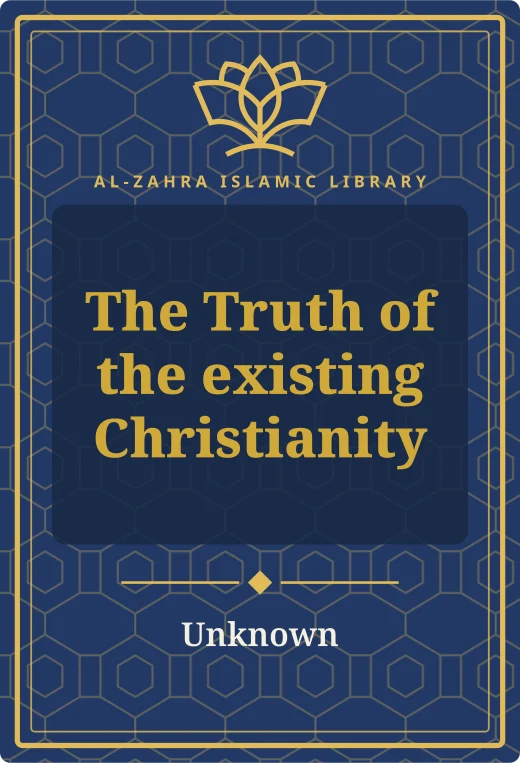 AL-ZAHRA ISLAMIC LIBRARY
The Truth of
the existing
Christianity
Unknown